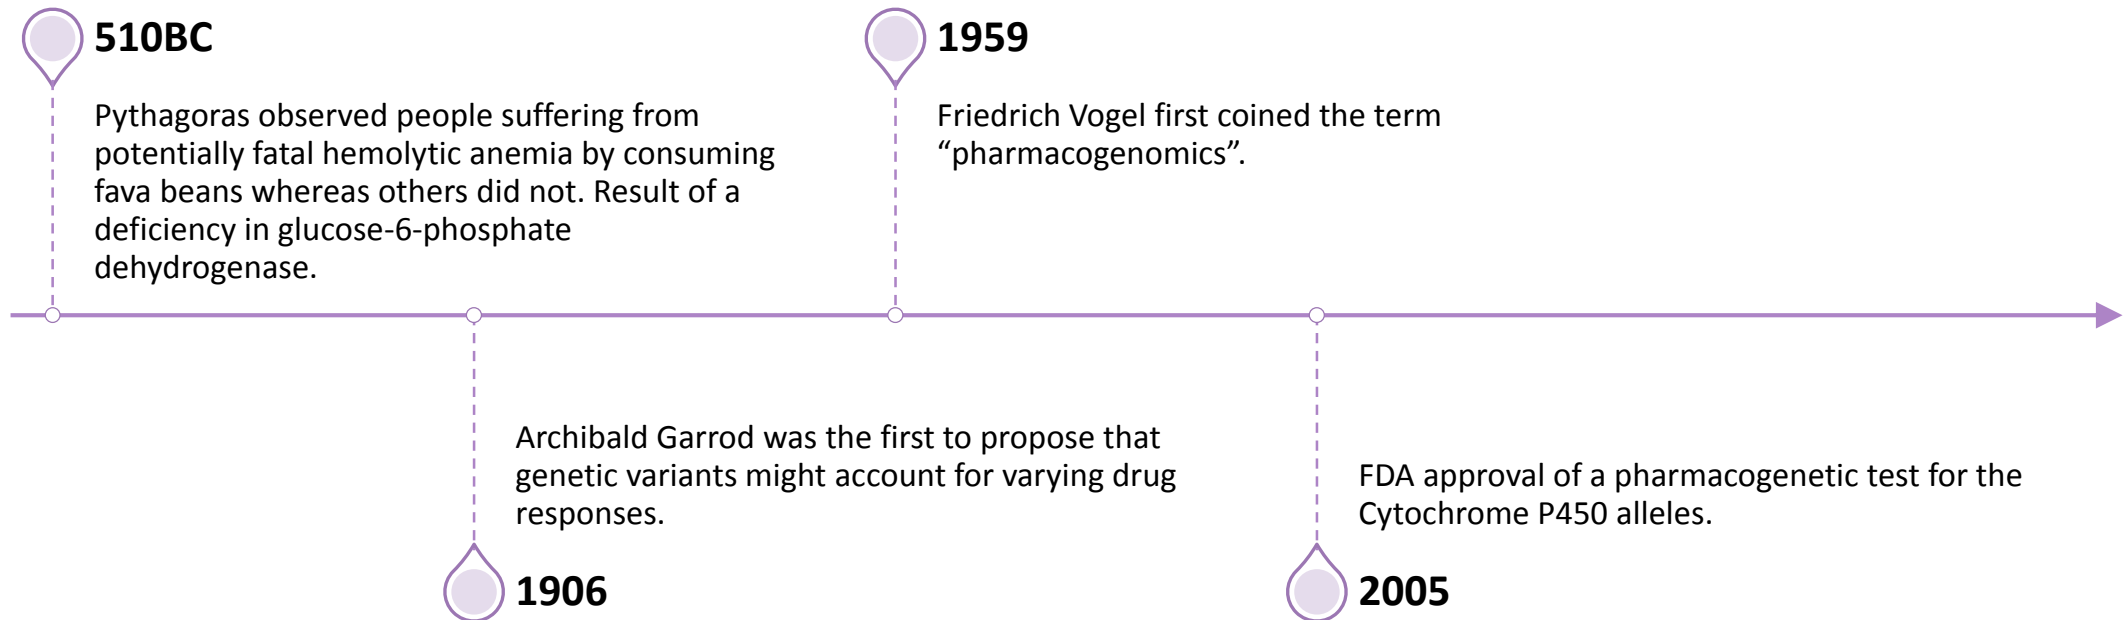 510BC
Pythagoras observed people suffering from
potentially fatal hemolytic anemia by consuming
fava beans whereas others did not. Result of a
deficiency in glucose-6-phosphate
dehydrogenase.
1906
Archibald Garrod was the first to propose that
genetic variants might account for varying drug
responses.
1959
Friedrich Vogel first coined the term
“pharmacogenomics”.
2005
FDA approval of a pharmacogenetic test for the
Cytochrome P450 alleles.